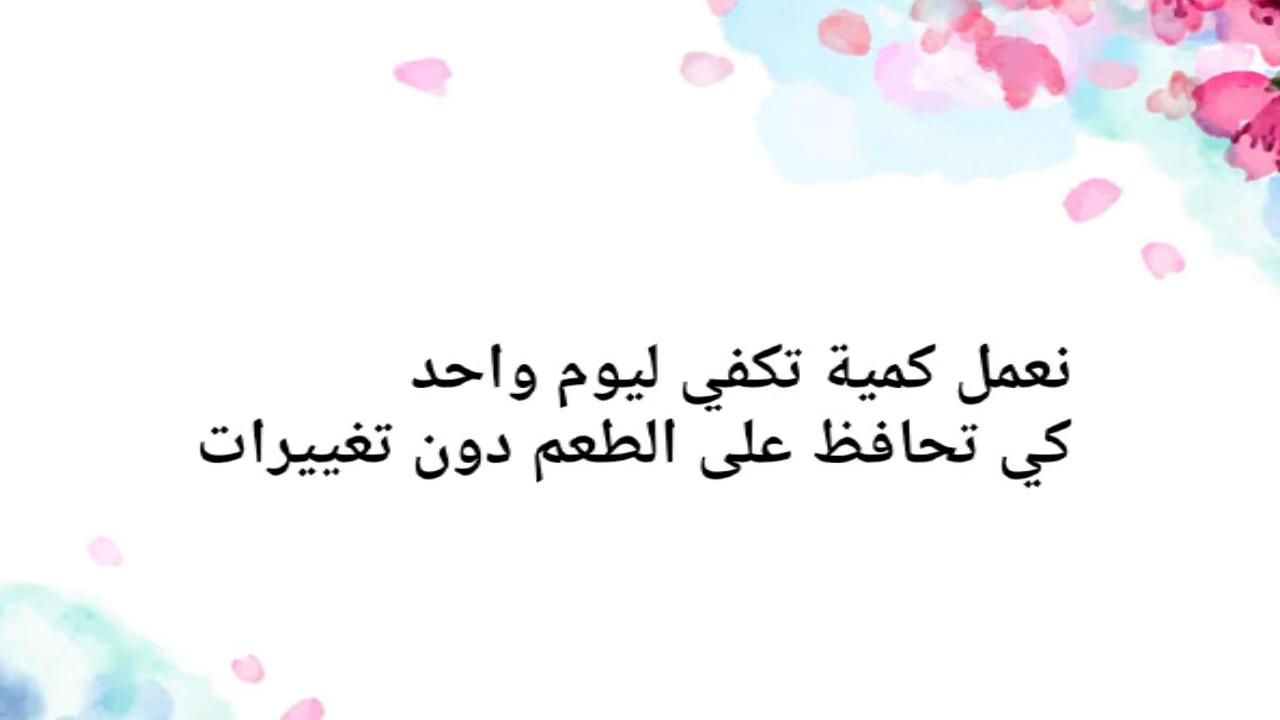 نعمل كمية تكفي ليوم واحد
كي تحافظ على الطعم دون تغييرات